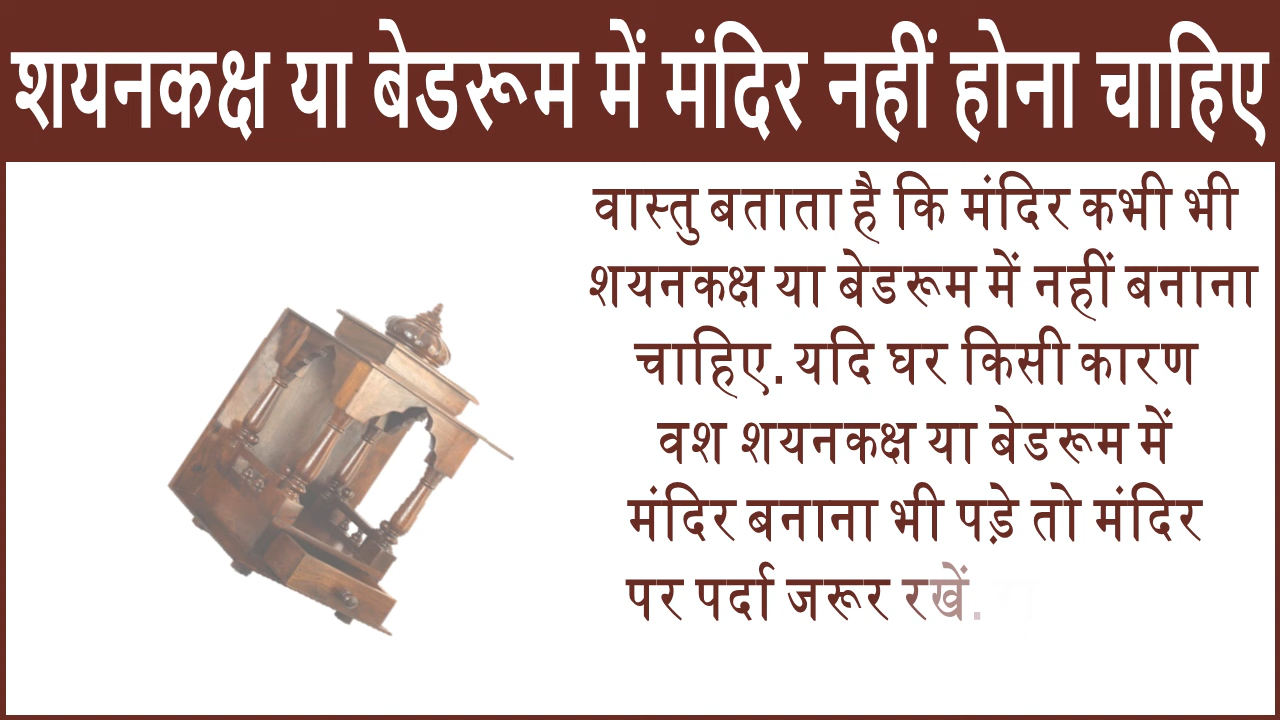 शयनकक्ष या बेडरूम में मंदिर नहीं होना चाहिए
वास्तु बताता है कि मंदिर कभी भी
शयनकक्ष या बेडरूम में नहीं बनाना
चाहिए. यदि घर किसी कारण
वश शयनकक्ष या बेडरूम में
मंदिर बनाना भी पड़े तो मंदिर
पर पर्दा जरूर रखें.